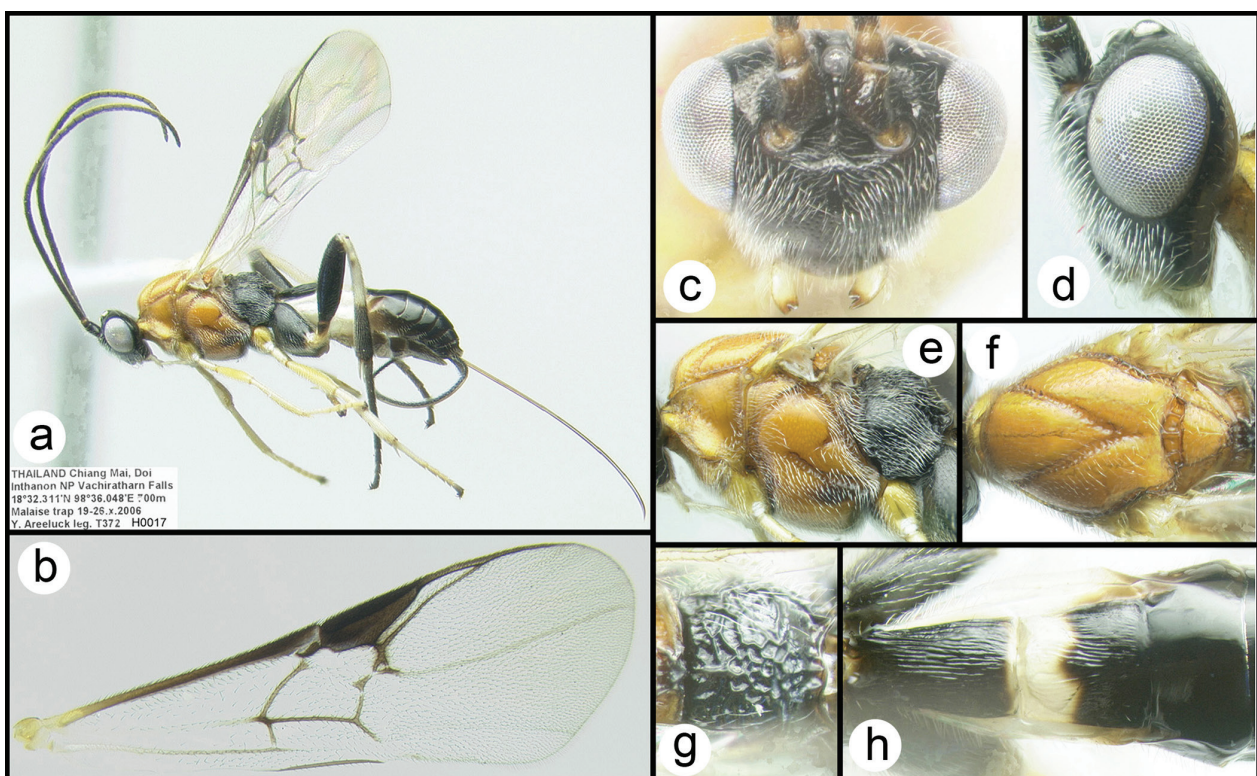 a
THAILAND Chiang Mai, Doi
Inthanon NP Vachiratharn Falls
18°32.311'N 98°36.048'E 700m
Malaise trap 19-26.x.2006
Y. Areeluck leg. T372 H0017
b
c
d
e
f
g
h